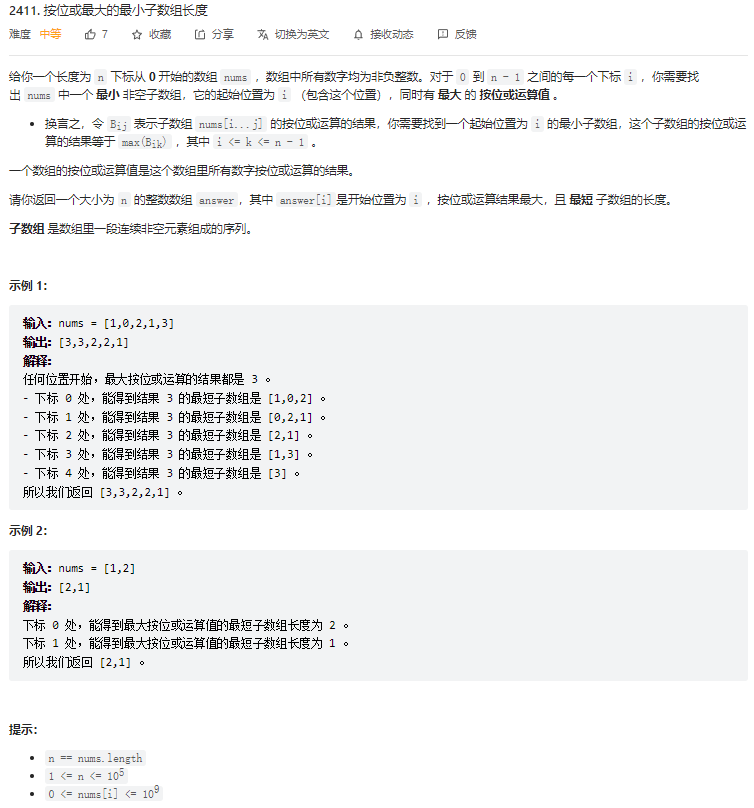 2411. 按位或最大的最小子数组长度
难度 中等 7 收藏 分享 切换为英文 接收动态 反馈
给你一个长度为 n 下标从 0 开始的数组 nums ，数组中所有数字均为非负整数。对于 0 到 n - 1 之间的每一个下标 i ，你需要找
出 nums 中一个 最小 非空子数组，它的起始位置为 i （包含这个位置），同时有 最大 的 按位或运算值 。
• 换言之，令 Bij 表示子数组 nums[i...j] 的按位或运算的结果，你需要找到一个起始位置为 i 的最小子数组，这个子数组的按位或运
算的结果等于 max(Bik) ，其中 i <= k <= n - 1 。
一个数组的按位或运算值是这个数组里所有数字按位或运算的结果。
请你返回一个大小为 n 的整数数组 answer ，其中 answer[i] 是开始位置为 i ，按位或运算结果最大，且 最短 子数组的长度。
子数组 是数组里一段连续非空元素组成的序列。
示例 1：
输入：nums = [1,0,2,1,3]
输出：[3,3,2,2,1]
解释：
任何位置开始，最大按位或运算的结果都是 3 。
- 下标 0 处，能得到结果 3 的最短子数组是 [1,0,2] 。
- 下标 1 处，能得到结果 3 的最短子数组是 [0,2,1] 。
- 下标 2 处，能得到结果 3 的最短子数组是 [2,1] 。
- 下标 3 处，能得到结果 3 的最短子数组是 [1,3] 。
- 下标 4 处，能得到结果 3 的最短子数组是 [3] 。
所以我们返回 [3,3,2,2,1] 。
示例 2：
输入：nums = [1,2]
输出：[2,1]
解释：
下标 0 处，能得到最大按位或运算值的最短子数组长度为 2 。
下标 1 处，能得到最大按位或运算值的最短子数组长度为 1 。
所以我们返回 [2,1] 。
提示：
• n == nums.length
• 1 <= n <= 10⁵
• 0 <= nums[i] <= 10⁹